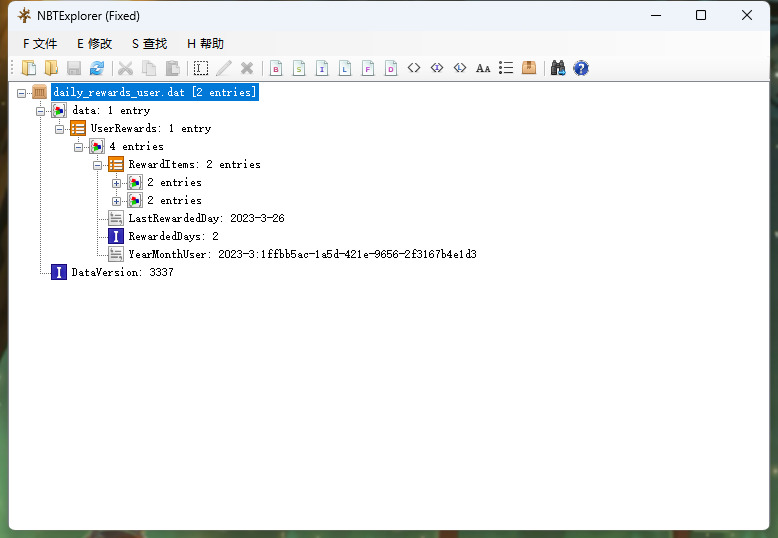 NBTExplorer (Fixed)
F 文件 E 修改 S 查找 H 帮助
B S I L F D AA
daily_rewards_user.dat [2 entries]
data: 1 entry
UserRewards: 1 entry
4 entries
RewardItems: 2 entries
2 entries
2 entries
LastRewardedDay: 2023-3-26
RewardedDays: 2
YearMonthUser: 2023-3:1ffbb5ac-1a5d-421e-9656-2f3167b4e1d3
DataVersion: 3337